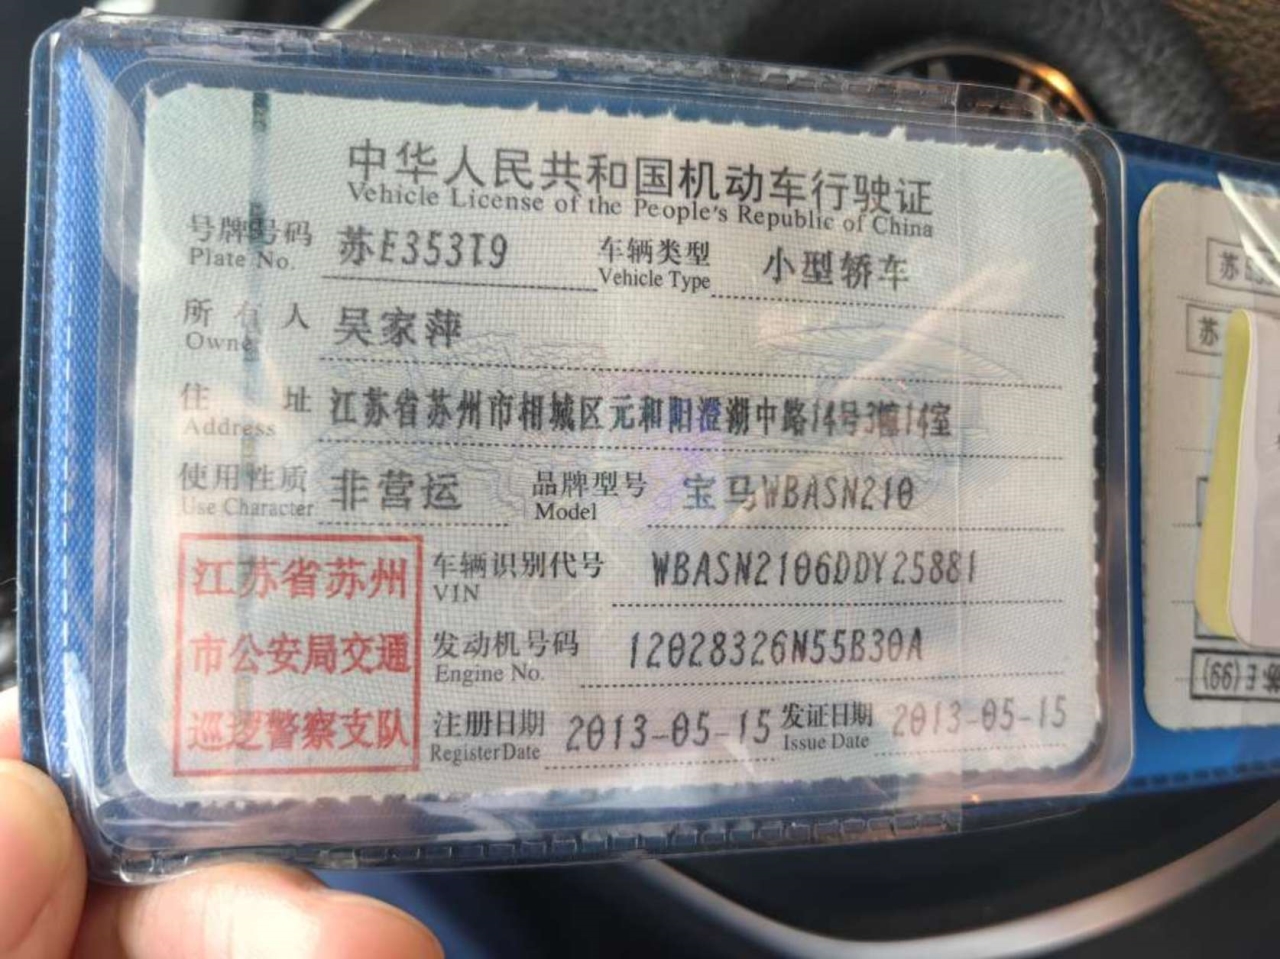 中华人民共和国机动车行驶证
Vehicle License of the People's Republic of China
号牌号码 苏E353T9 车辆类型 小型轿车
Plate No. Vehicle Type
所有人 吴家萍
Owne
住址 江苏省苏州市相城区元和阳澄湖中路14号3幢14室
Address
使用性质 非营运 品牌型号 宝马WBASN210
Use Character Model
江苏省苏州
市公安局交通
巡逻警察支队
车辆识别代号 WBASN2106DDY25881
VIN
发动机号码 12028326N55B30A
Engine No.
注册日期 2013-05-15 发证日期 2013-05-15
Register Date Issue Date
苏E
苏